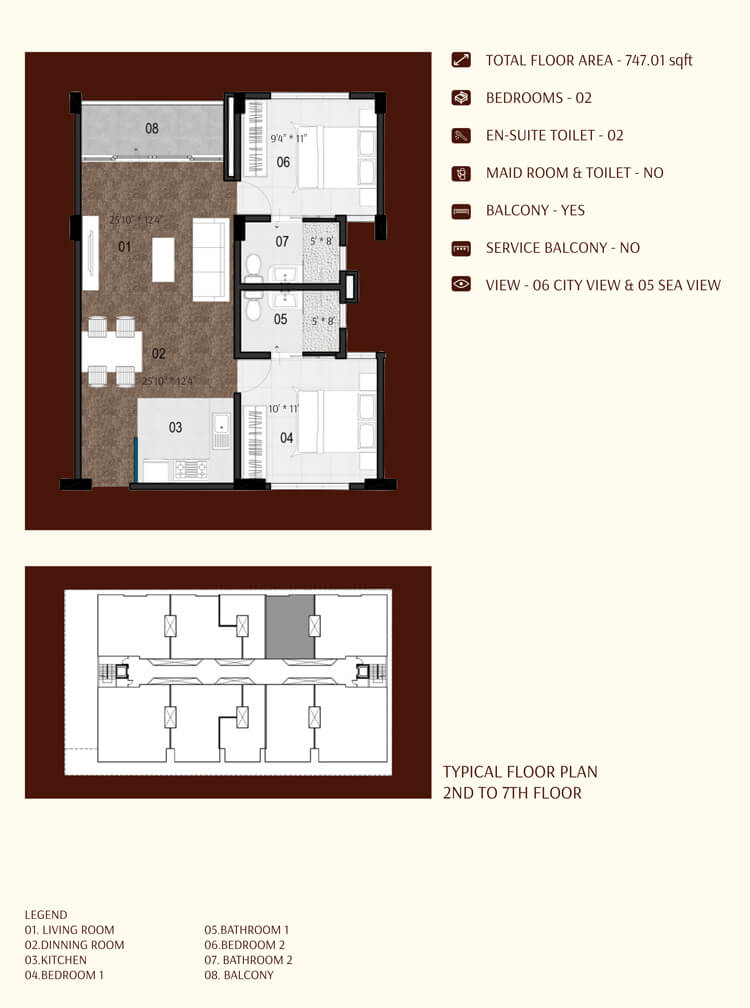 TOTAL FLOOR AREA - 747.01 sqft
BEDROOMS - 02
EN-SUITE TOILET - 02
MAID ROOM & TOILET - NO
BALCONY - YES
SERVICE BALCONY - NO
VIEW - 06 CITY VIEW & 05 SEA VIEW
08
9'4" * 11"
06
25'10" * 12'4"
01
07
5' * 8'
05
5' * 8'
02
25'10" * 12'4"
10' * 11'
04
03
TYPICAL FLOOR PLAN
2ND TO 7TH FLOOR
LEGEND
01. LIVING ROOM
02.DINNING ROOM
03.KITCHEN
04.BEDROOM 1
05.BATHROOM 1
06.BEDROOM 2
07. BATHROOM 2
08. BALCONY